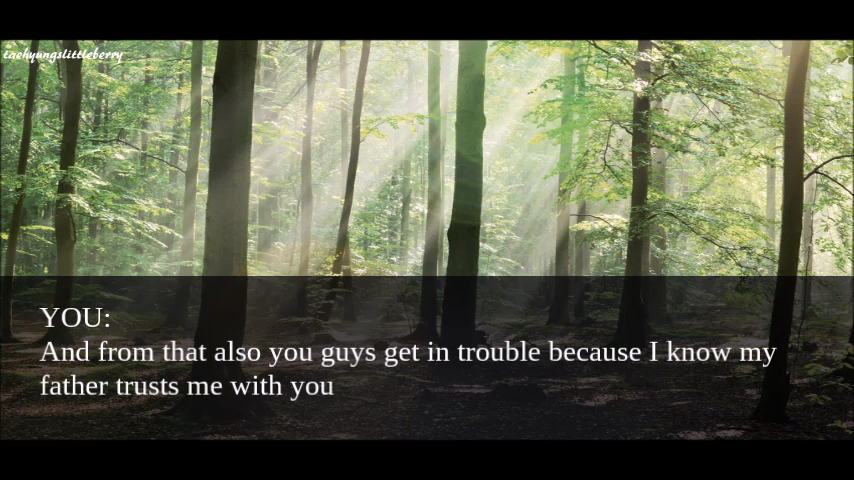 taehyungslittleberry
YOU:
And from that also you guys get in trouble because I know my
father trusts me with you